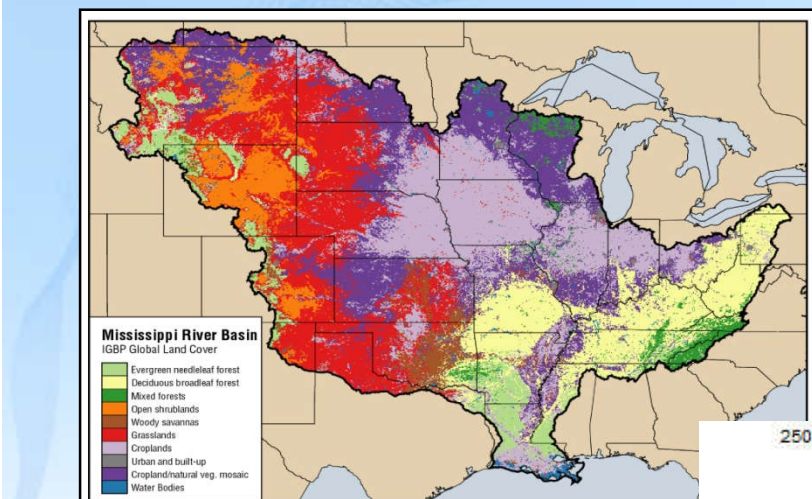 Mississippi River Basin
IGBP Global Land Cover
Evergreen needleleaf forest
Deciduous broadleaf forest
Mixed forests
Open shrublands
Woody savannas
Grasslands
Croplands
Urban and built-up
Cropland/natural veg. mosaic
Water Bodies
250